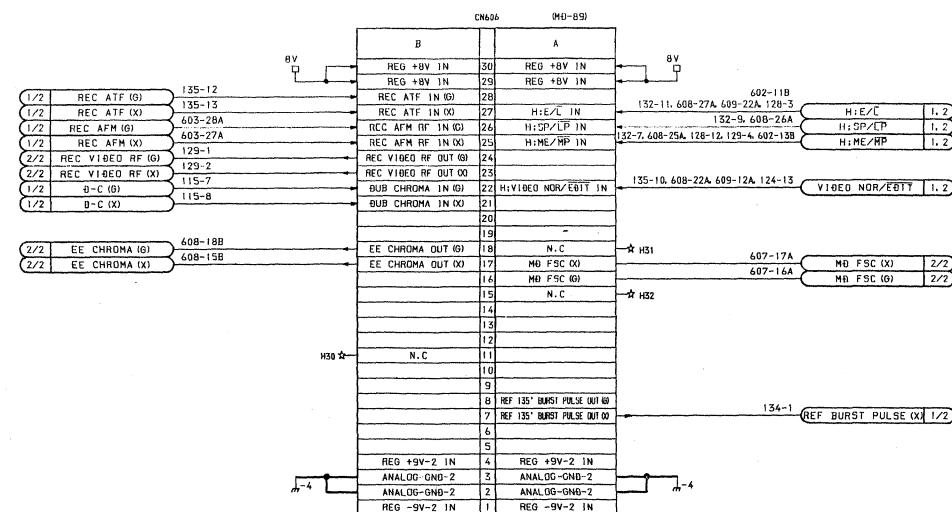 CN606 (MD-89)
B A
8V REG +8V IN 30 REG +8V IN 8V
REG +8V IN 29 REG +8V IN
1/2 REC ATF (G) 135-12 REC ATF IN (G) 28 602-11B
1/2 REC ATF (X) 135-13 REC ATF IN (X) 27 H:E/L IN 132-11, 608-27A, 609-22A, 128-3 H:E/L 1, 2
1/2 REC AFM (G) 603-28A REC AFM RF IN (G) 26 H:SP/LP IN 132-9, 608-26A H:SP/LP 1, 2
1/2 REC AFM (X) 603-27A REC AFM RF IN (X) 25 H:ME/MP IN 132-7, 608-25A, 128-12, 129-4, 602-13B H:ME/MP 1, 2
2/2 REC VIDEO RF (G) 129-1 REC VIDEO RF OUT (G) 24
2/2 REC VIDEO RF (X) 129-2 REC VIDEO RF OUT (X) 23
1/2 D-C (G) 115-7 DUB CHROMA IN (G) 22 H:VIDEO NOR/EDIT IN 135-10, 608-22A, 609-12A, 124-13 VIDEO NOR/EDIT 1, 2
1/2 D-C (X) 115-8 DUB CHROMA IN (X) 21
20
19
2/2 EE CHROMA (G) 608-18B EE CHROMA OUT (G) 18 N.C ☆ H31
2/2 EE CHROMA (X) 608-15B EE CHROMA OUT (X) 17 MD FSC (X) 607-17A MD FSC (X) 2/2
16 MD FSC (G) 607-16A MD FSC (G) 2/2
15 N.C ☆ H32
14
13
12
H30 ☆ N.C 11
10
9
8 REF 135° BURST PULSE OUT (G)
7 REF 135° BURST PULSE OUT (X) 134-1 REF BURST PULSE (X) 1/2
6
5
REG +9V-2 IN 4 REG +9V-2 IN
-4 ANALOG-GND-2 3 ANALOG-GND-2 -4
ANALOG-GND-2 2 ANALOG-GND-2
REG -9V-2 IN 1 REG -9V-2 IN